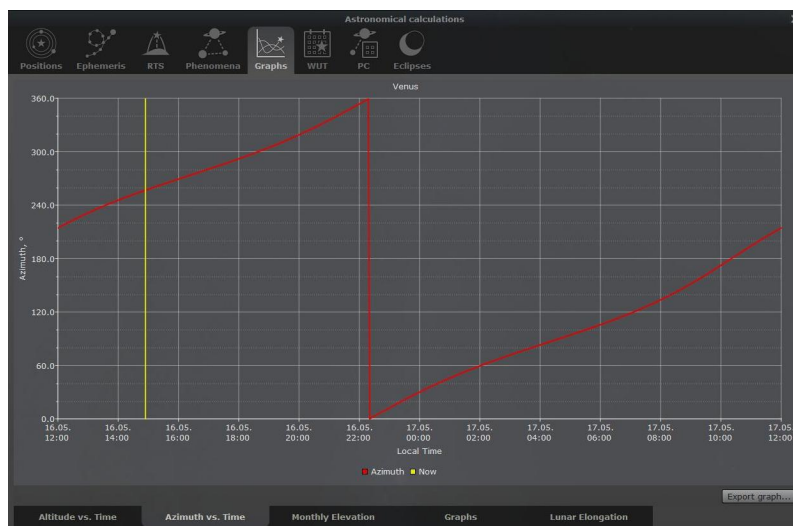 Astronomical calculations
Positions Ephemeris RTS Phenomena Graphs WUT PC Eclipses
Venus
360.0
300.0
240.0
180.0
120.0
60.0
0.0
Azimuth, °
16.05. 16.05. 16.05. 16.05. 16.05. 16.05. 17.05. 17.05. 17.05. 17.05. 17.05. 17.05. 17.05.
12:00 14:00 16:00 18:00 20:00 22:00 00:00 02:00 04:00 06:00 08:00 10:00 12:00
Local Time
Azimuth Now
Export graph...
Altitude vs. Time Azimuth vs. Time Monthly Elevation Graphs Lunar Elongation